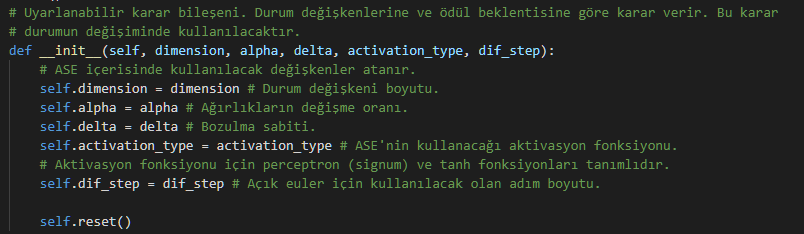 # Uyarlanabilir karar bileşeni. Durum değişkenlerine ve ödül beklentisine göre karar verir. Bu karar
# durumun değişiminde kullanılacaktır.
def __init__(self, dimension, alpha, delta, activation_type, dif_step):
    # ASE içerisinde kullanılacak değişkenler atanır.
    self.dimension = dimension # Durum değişkeni boyutu.
    self.alpha = alpha # Ağırlıkların değişme oranı.
    self.delta = delta # Bozulma sabiti.
    self.activation_type = activation_type # ASE'nin kullanacağı aktivasyon fonksiyonu.
    # Aktivasyon fonksiyonu için perceptron (signum) ve tanh fonksiyonları tanımlıdır.
    self.dif_step = dif_step # Açık euler için kullanılacak olan adım boyutu.
    self.reset()